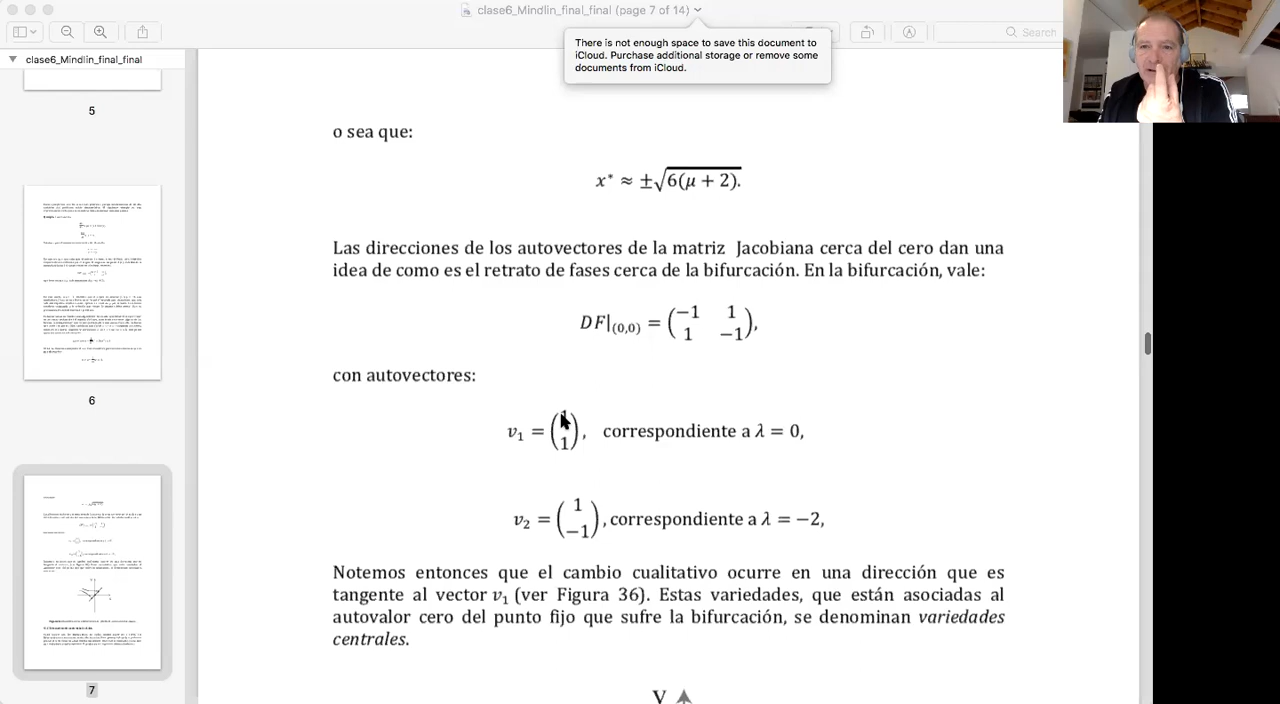 clase6_Mindlin_final_final (page 7 of 14)
There is not enough space to save this document to
iCloud. Purchase additional storage or remove some
documents from iCloud.
Search
clase6_Mindlin_final_final
5
6
7
o sea que:
x* ≈ ±√6(μ + 2).
Las direcciones de los autovectores de la matriz Jacobiana cerca del cero dan una
idea de como es el retrato de fases cerca de la bifurcación. En la bifurcación, vale:
DF|(0,0) = (−1 1
1 −1),
con autovectores:
v₁ = (1
1), correspondiente a λ = 0,
v₂ = (1
−1), correspondiente a λ = −2,
Notemos entonces que el cambio cualitativo ocurre en una dirección que es
tangente al vector v₁ (ver Figura 36). Estas variedades, que están asociadas al
autovalor cero del punto fijo que sufre la bifurcación, se denominan variedades
centrales.
V